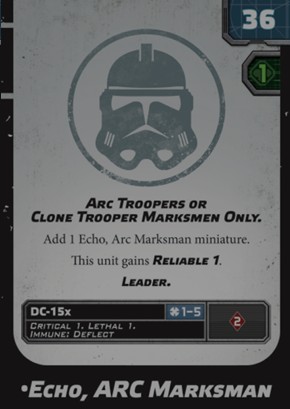 36
1
ARC TROOPERS OR
CLONE TROOPER MARKSMEN ONLY.
Add 1 Echo, Arc Marksman miniature.
This unit gains RELIABLE 1.
LEADER.
DC-15x 1-5
CRITICAL 1. LETHAL 1.
IMMUNE: DEFLECT
2
•ECHO, ARC MARKSMAN